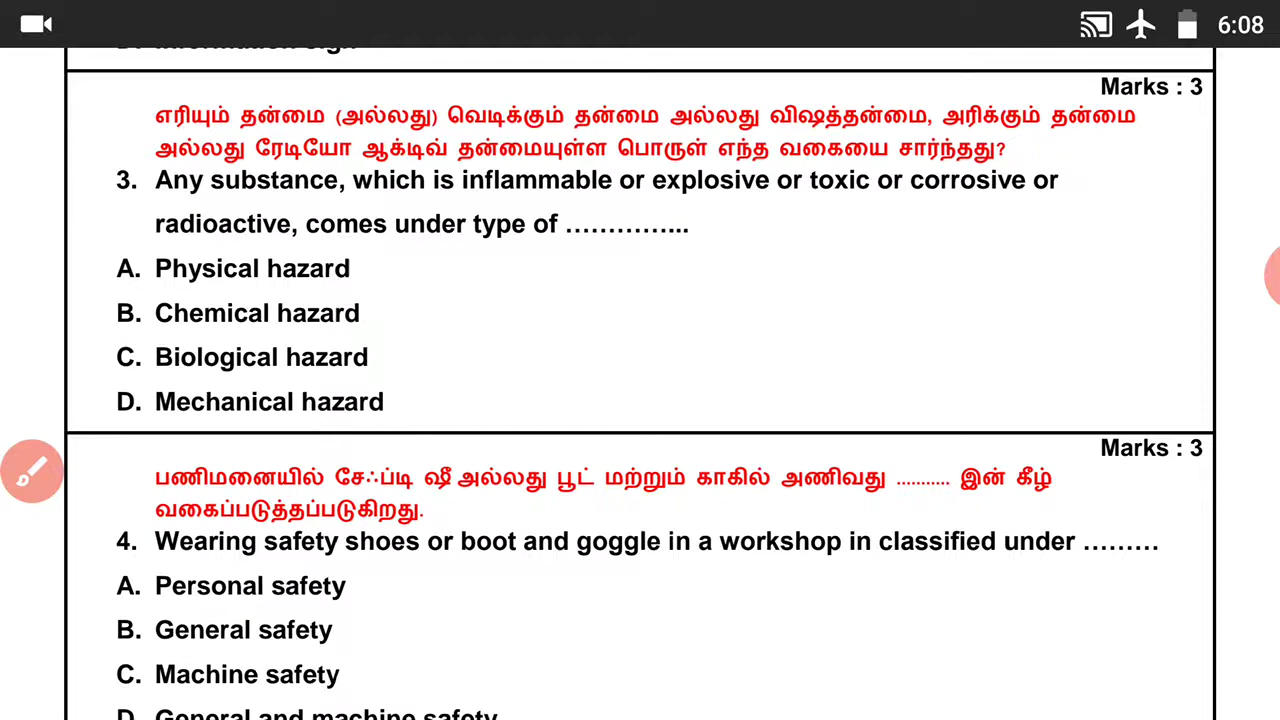 6:08
Marks : 3
எரியும் தன்மை (அல்லது) வெடிக்கும் தன்மை அல்லது விஷத்தன்மை, அரிக்கும் தன்மை
அல்லது ரேடியோ ஆக்டிவ் தன்மையுள்ள பொருள் எந்த வகையை சார்ந்தது?
3. Any substance, which is inflammable or explosive or toxic or corrosive or
radioactive, comes under type of …………...
A. Physical hazard
B. Chemical hazard
C. Biological hazard
D. Mechanical hazard
Marks : 3
பணிமனையில் சேஃப்டி ஷீ அல்லது பூட் மற்றும் காகில் அணிவது ........... இன் கீழ்
வகைப்படுத்தப்படுகிறது.
4. Wearing safety shoes or boot and goggle in a workshop in classified under ………
A. Personal safety
B. General safety
C. Machine safety
D. General and machine safety